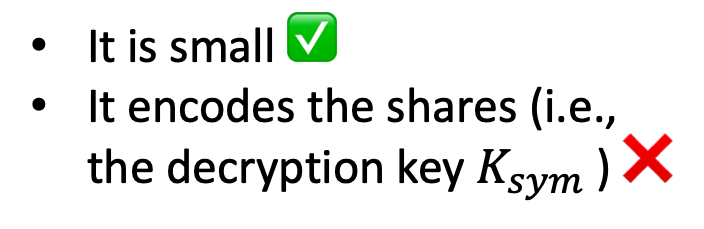 • It is small ✅
• It encodes the shares (i.e.,
the decryption key K_sym ) ❌